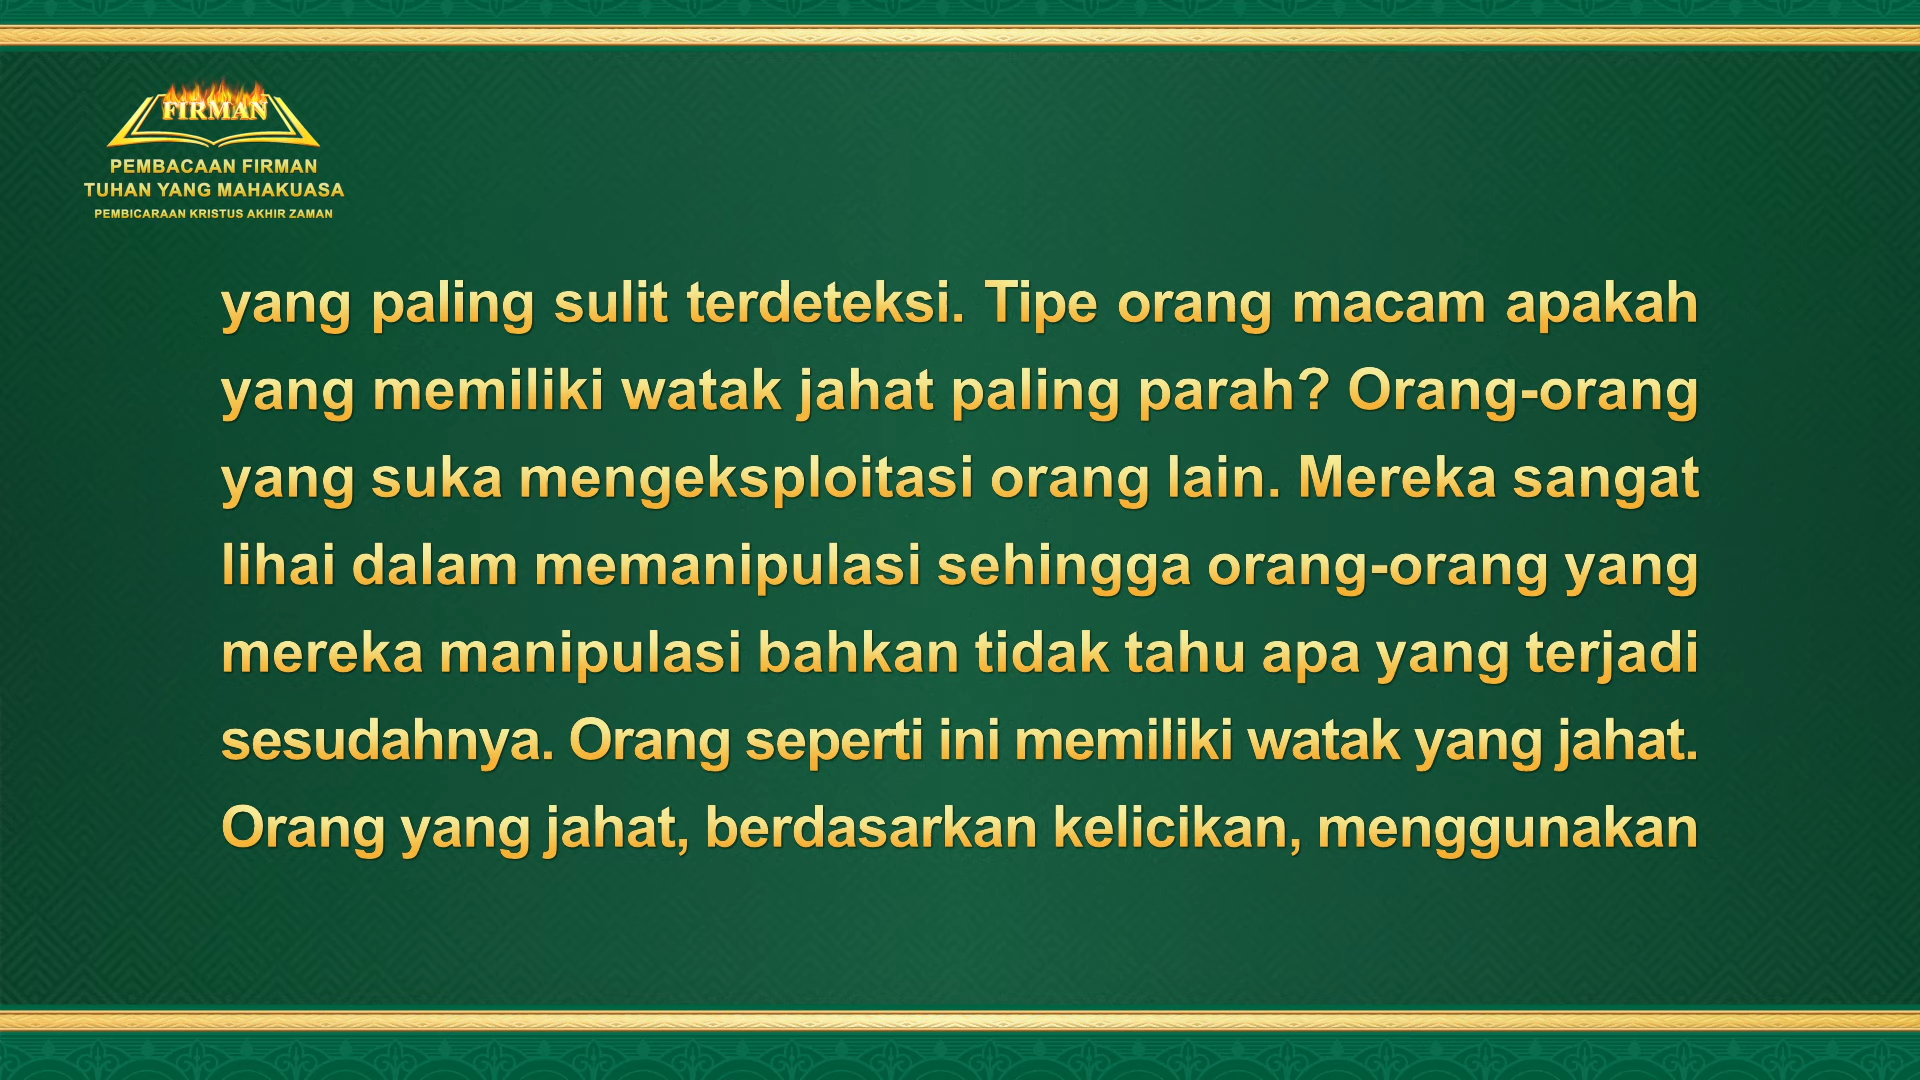 FIRMAN
PEMBACAAN FIRMAN
TUHAN YANG MAHAKUASA
PEMBICARAAN KRISTUS AKHIR ZAMAN
yang paling sulit terdeteksi. Tipe orang macam apakah
yang memiliki watak jahat paling parah? Orang-orang
yang suka mengeksploitasi orang lain. Mereka sangat
lihai dalam memanipulasi sehingga orang-orang yang
mereka manipulasi bahkan tidak tahu apa yang terjadi
sesudahnya. Orang seperti ini memiliki watak yang jahat.
Orang yang jahat, berdasarkan kelicikan, menggunakan